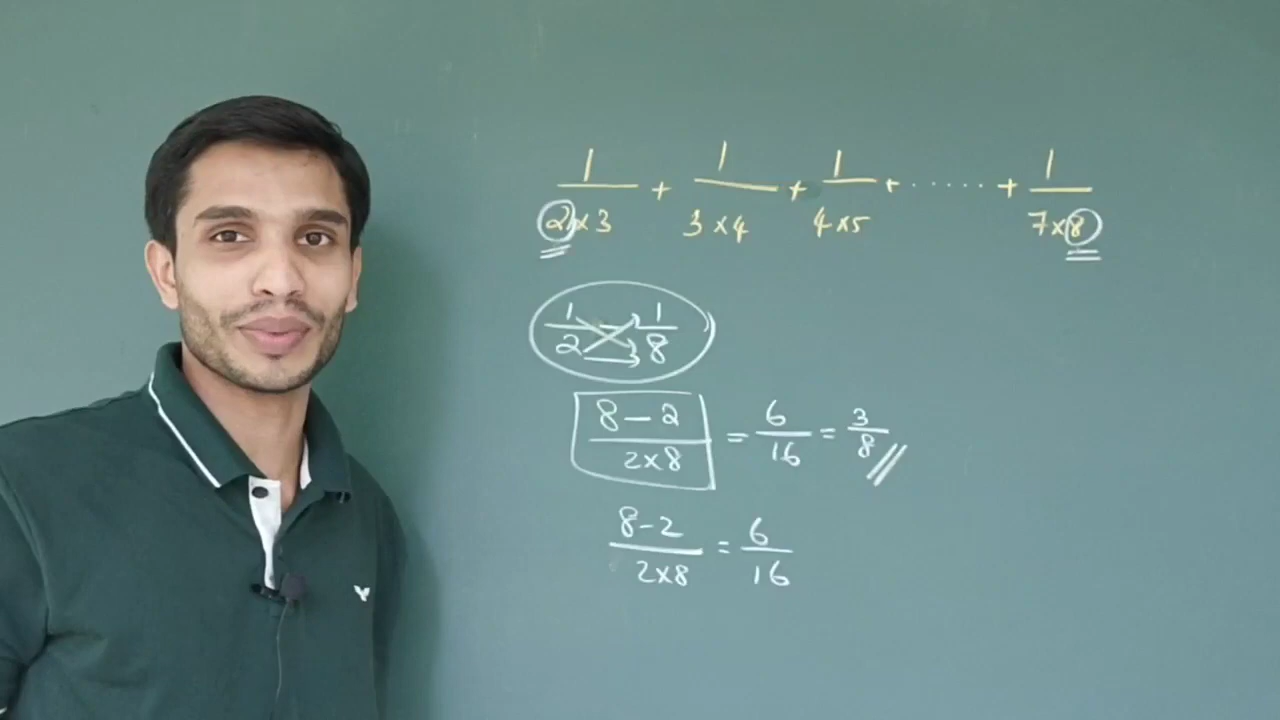 1/(2×3) + 1/(3×4) + 1/(4×5) + ...... + 1/(7×8)
1/2 - 1/8
(8-2)/(2×8) = 6/16 = 3/8 //
(8-2)/(2×8) = 6/16